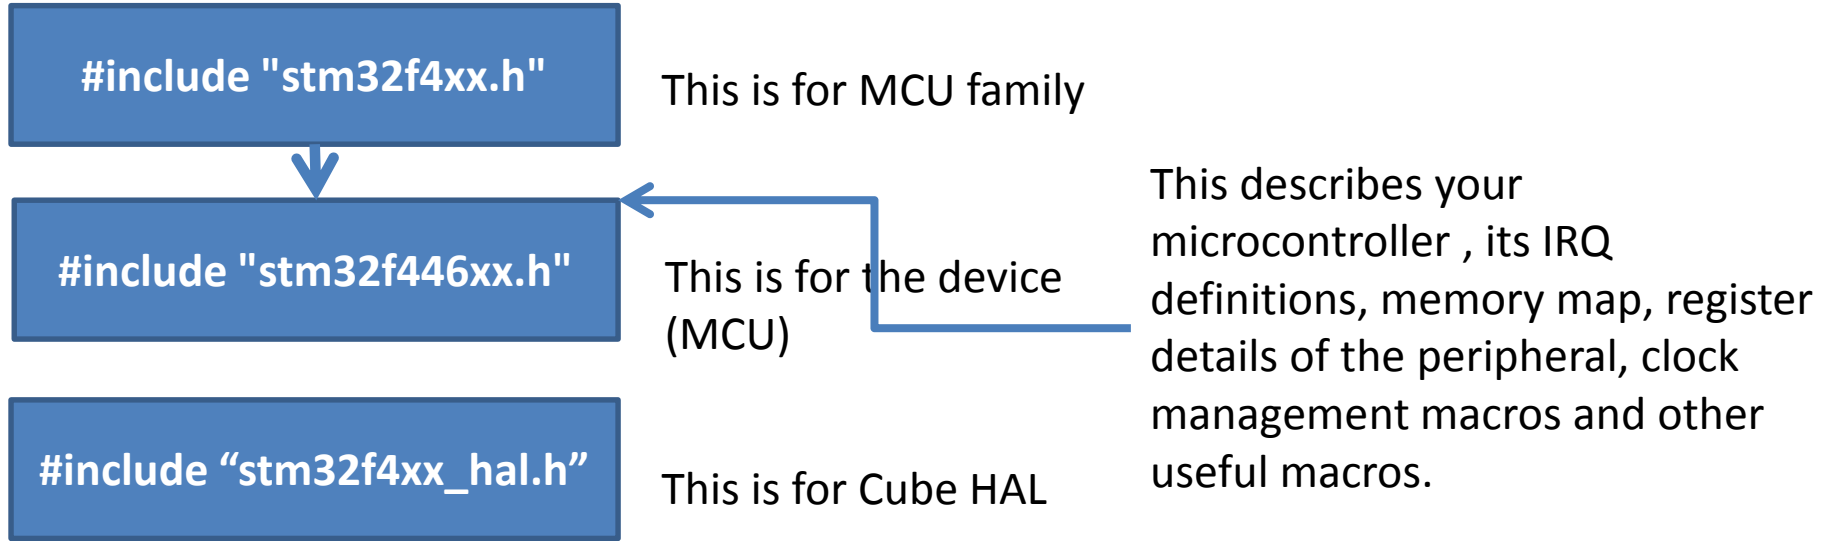 #include "stm32f4xx.h"
This is for MCU family
#include "stm32f446xx.h"
This is for the device
(MCU)
This describes your
microcontroller , its IRQ
definitions, memory map, register
details of the peripheral, clock
management macros and other
useful macros.
#include “stm32f4xx_hal.h”
This is for Cube HAL